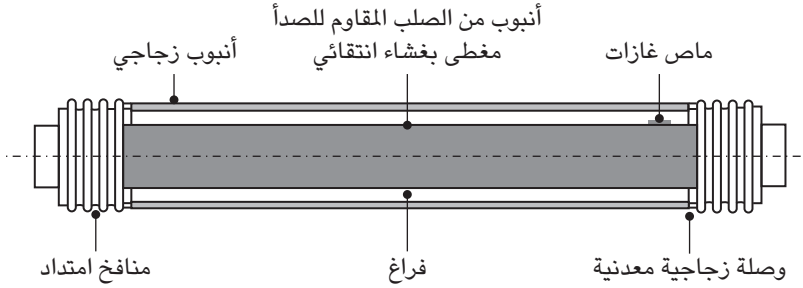 أنبوب من الصلب المقاوم للصدأ
مغطى بغشاء انتقائي
ماص غازات
أنبوب زجاجي
وصلة زجاجية معدنية
فراغ
منافخ امتداد